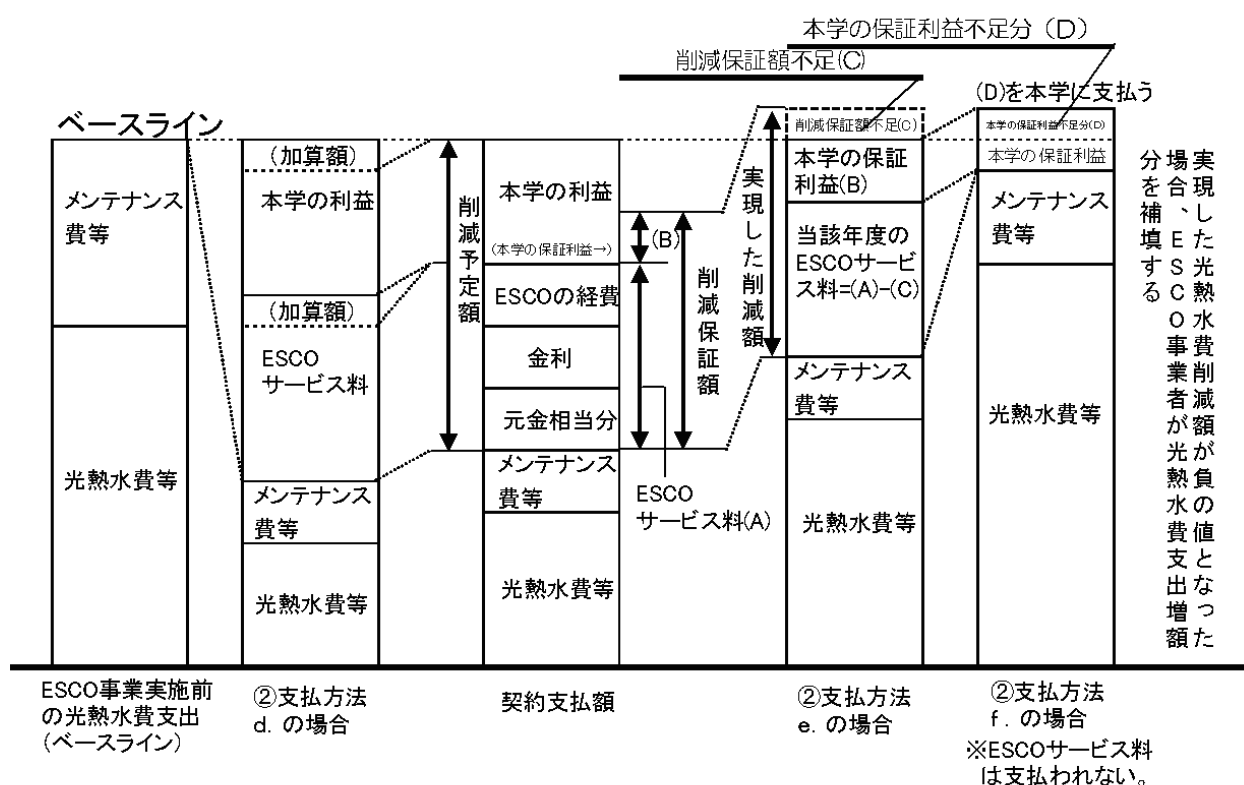 本学の保証利益不足分（D）
削減保証額不足(C)
(D)を本学に支払う
ベースライン
メンテナンス
費等
光熱水費等
ESCO事業実施前
の光熱水費支出
（ベースライン）
（加算額）
本学の利益
（加算額）
ESCO
サービス料
メンテナンス
費等
光熱水費等
②支払方法
d. の場合
削減予定額
本学の利益
（本学の保証利益→）
ESCOの経費
金利
元金相当分
メンテナンス
費等
光熱水費等
契約支払額
(B)
削減保証額
ESCO
サービス料(A)
実現した削減額
削減保証額不足(C)
本学の保証
利益(B)
当該年度の
ESCOサービ
ス料=(A)-(C)
メンテナンス
費等
光熱水費等
②支払方法
e. の場合
本学の保証利益不足分(D)
本学の保証利益
メンテナンス
費等
光熱水費等
②支払方法
f. の場合
※ESCOサービス料
は支払われない。
実現した光熱水費削減額が負の値となった
場合、ESCO事業者が光熱水費支出増額
分を補填する